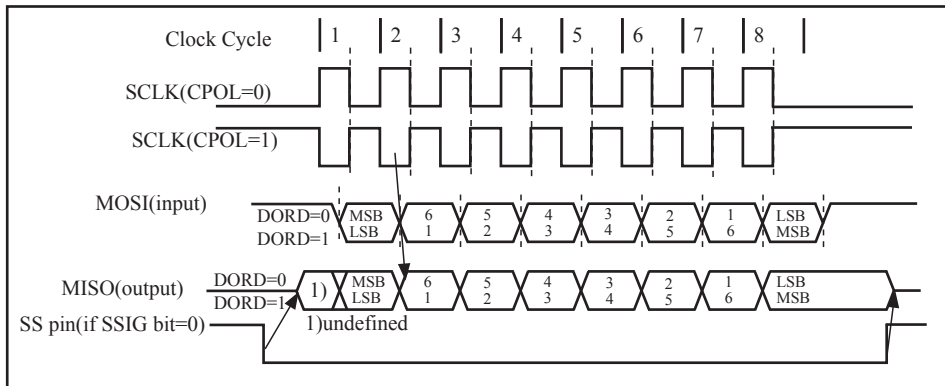 Clock Cycle 1 2 3 4 5 6 7 8
SCLK(CPOL=0)
SCLK(CPOL=1)
MOSI(input)
DORD=0 MSB 6 5 4 3 2 1 LSB
DORD=1 LSB 1 2 3 4 5 6 MSB
MISO(output)
DORD=0 1) MSB 6 5 4 3 2 1 LSB
DORD=1 LSB 1 2 3 4 5 6 MSB
SS pin(if SSIG bit=0) 1)undefined